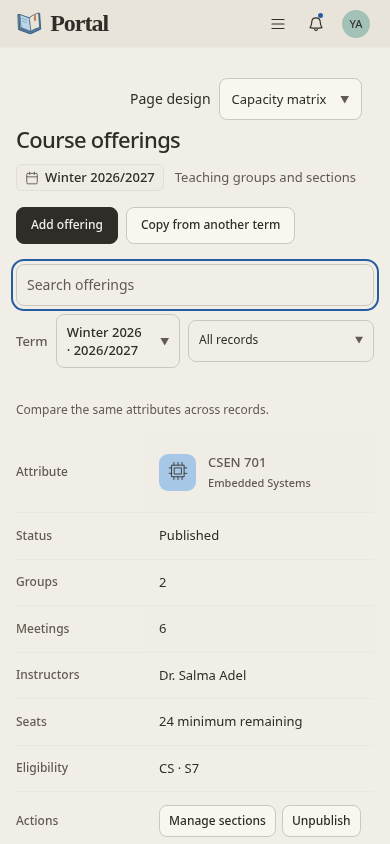 Portal
YA
Page design Capacity matrix
Course offerings
Winter 2026/2027 Teaching groups and sections
Add offering Copy from another term
Search offerings
Term Winter 2026 · 2026/2027 All records
Compare the same attributes across records.
Attribute CSEN 701
Embedded Systems
Status Published
Groups 2
Meetings 6
Instructors Dr. Salma Adel
Seats 24 minimum remaining
Eligibility CS · S7
Actions Manage sections Unpublish